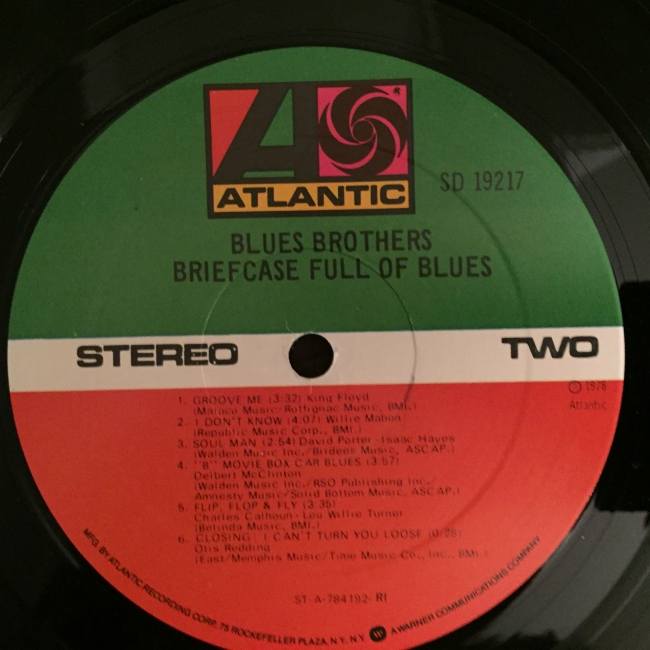 ATLANTIC
SD 19217
BLUES BROTHERS
BRIEFCASE FULL OF BLUES
STEREO
TWO
℗ 1978
Atlantic
1. GROOVE ME (3:32) King Floyd
(Malaco Music-Roffignac Music, BMI.)
2. I DON'T KNOW (4:07) Willie Mabon
(Republic Music Corp., BMI.)
3. SOUL MAN (2:54) David Porter-Isaac Hayes
(Walden Music Inc./Birdees Music, ASCAP.)
4. "B" MOVIE BOX CAR BLUES (3:57)
Delbert McClinton
(Walden Music Inc./RSO Publishing Inc./
Amnesty Music/Solid Bottom Music, ASCAP.)
5. FLIP, FLOP & FLY (3:35)
Charles Calhoun-Lou Willie Turner
(Belinda Music, BMI.)
6. CLOSING: I CAN'T TURN YOU LOOSE (0:28)
Otis Redding
(East/Memphis Music/Time Music Co., Inc., BMI.)
ST-A-784192- RI
MFG. BY ATLANTIC RECORDING CORP. 75 ROCKEFELLER PLAZA, N.Y. N.Y. A WARNER COMMUNICATIONS COMPANY